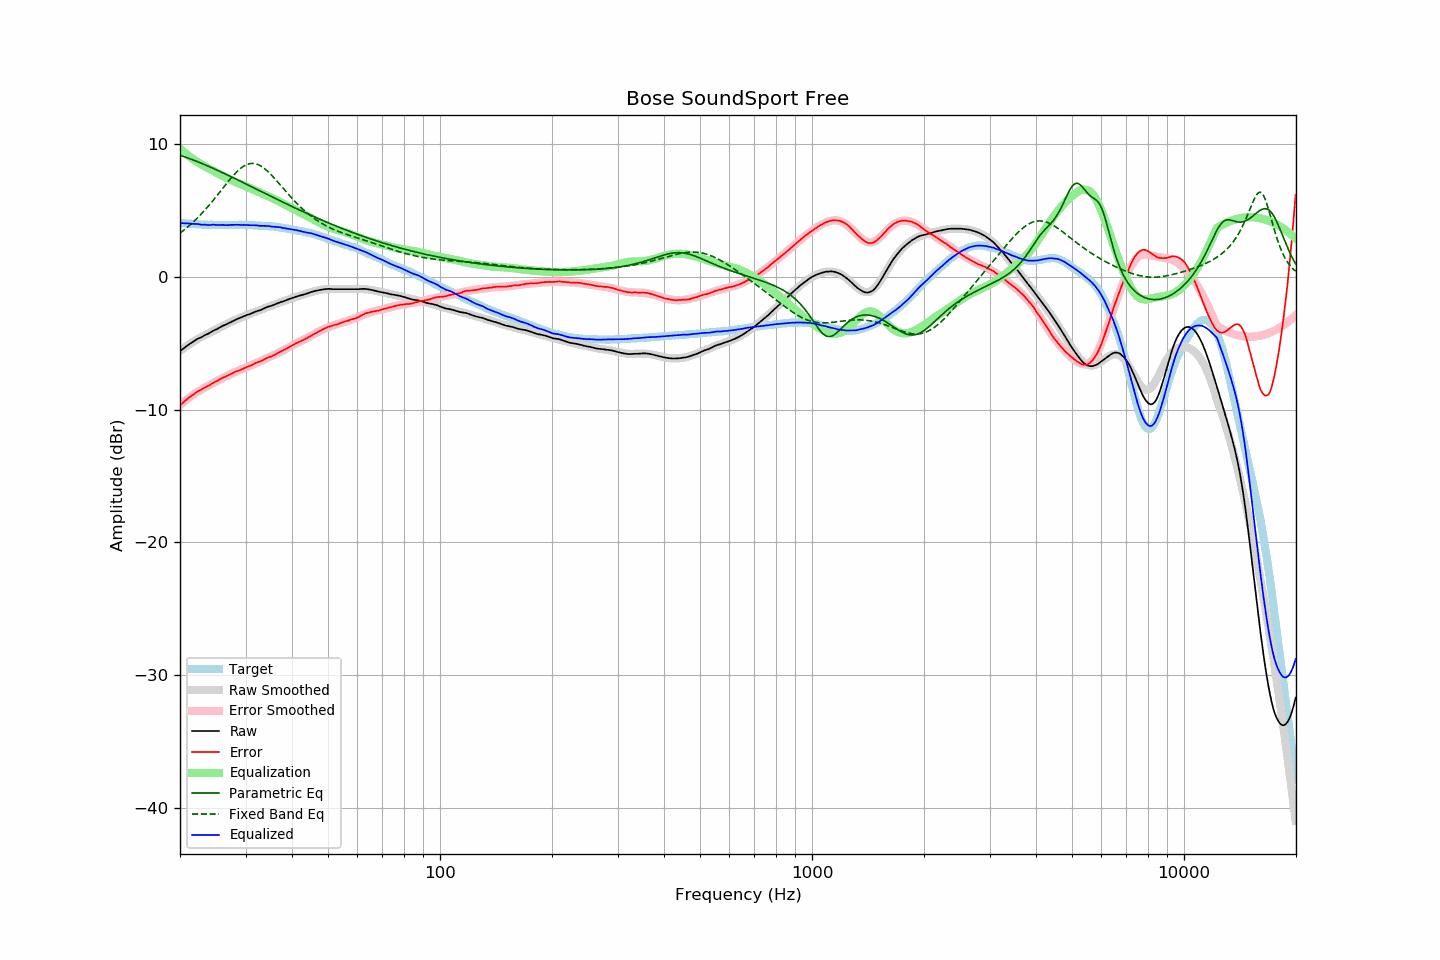 Bose SoundSport Free
10
0
−10
−20
−30
−40
Amplitude (dBr)
Target
Raw Smoothed
Error Smoothed
Raw
Error
Equalization
Parametric Eq
Fixed Band Eq
Equalized
100
1000
10000
Frequency (Hz)